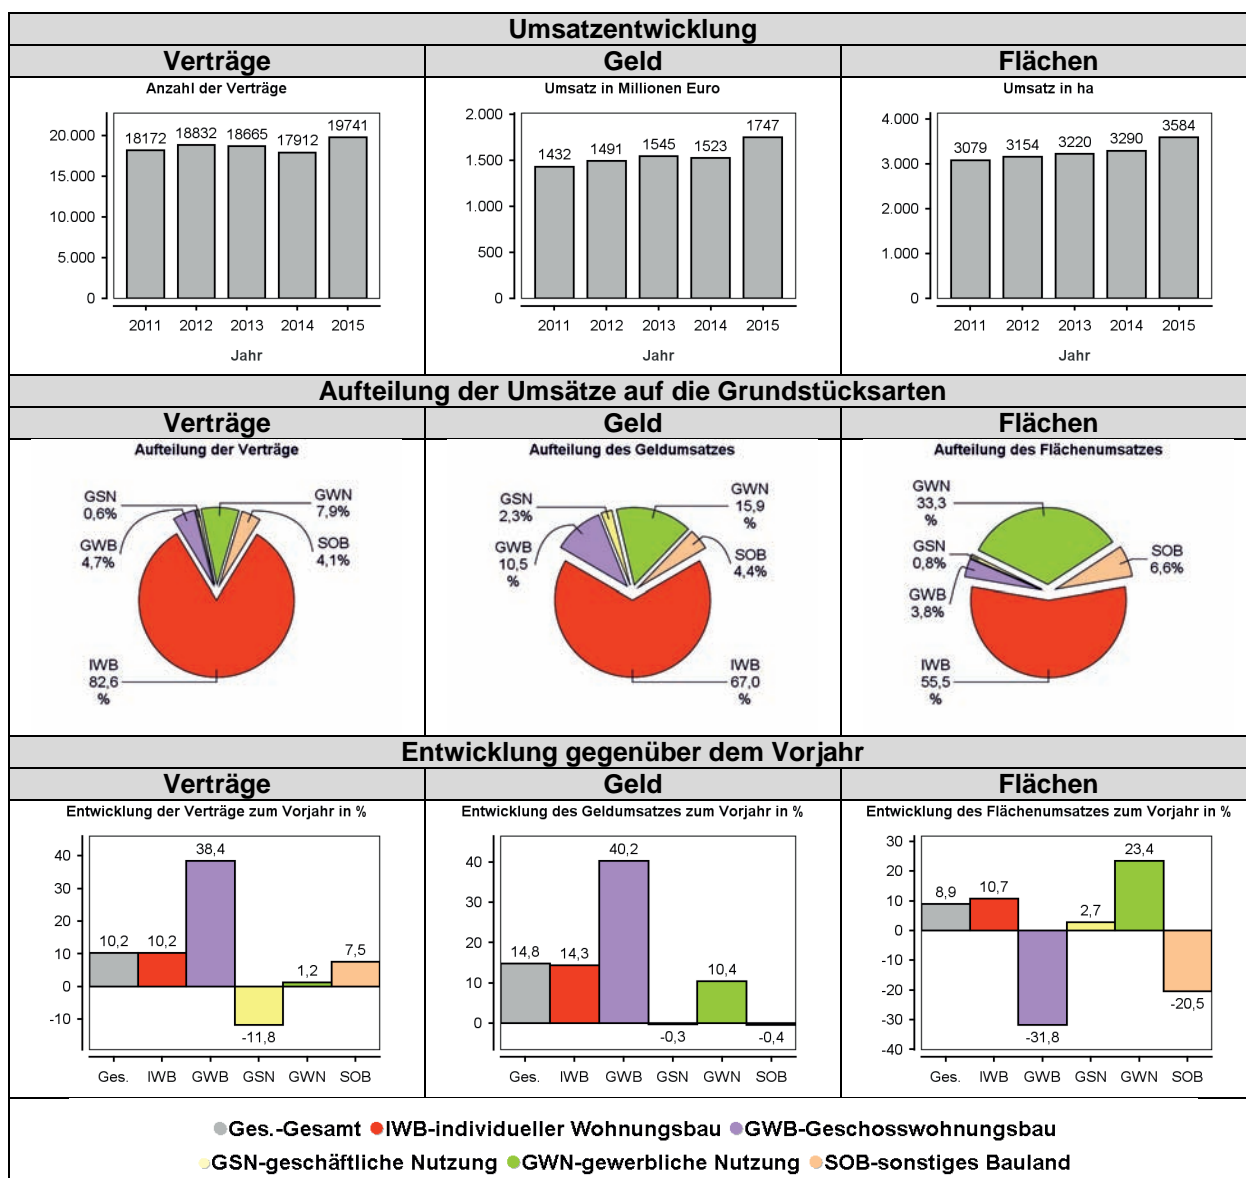 Umsatzentwicklung
Verträge
Geld
Flächen
Anzahl der Verträge
20.000
15.000
10.000
5.000
0
18172
18832
18665
17912
19741
2011
2012
2013
2014
2015
Jahr
Umsatz in Millionen Euro
2.000
1.500
1.000
500
0
1432
1491
1545
1523
1747
2011
2012
2013
2014
2015
Jahr
Umsatz in ha
4.000
3.000
2.000
1.000
0
3079
3154
3220
3290
3584
2011
2012
2013
2014
2015
Jahr
Aufteilung der Umsätze auf die Grundstücksarten
Verträge
Geld
Flächen
Aufteilung der Verträge
GSN
0,6%
GWN
7,9%
GWB
4,7%
SOB
4,1%
IWB
82,6
%
Aufteilung des Geldumsatzes
GSN
2,3%
GWN
15,9
%
GWB
10,5
%
SOB
4,4%
IWB
67,0
%
Aufteilung des Flächenumsatzes
GWN
33,3
%
GSN
0,8%
SOB
6,6%
GWB
3,8%
IWB
55,5
%
Entwicklung gegenüber dem Vorjahr
Verträge
Geld
Flächen
Entwicklung der Verträge zum Vorjahr in %
40
30
20
10
0
-10
10,2
10,2
38,4
-11,8
1,2
7,5
Ges.
IWB
GWB
GSN
GWN
SOB
Entwicklung des Geldumsatzes zum Vorjahr in %
40
30
20
10
0
14,8
14,3
40,2
-0,3
10,4
-0,4
Ges.
IWB
GWB
GSN
GWN
SOB
Entwicklung des Flächenumsatzes zum Vorjahr in %
30
20
10
0
-10
-20
-30
-40
8,9
10,7
-31,8
2,7
23,4
-20,5
Ges.
IWB
GWB
GSN
GWN
SOB
Ges.-Gesamt IWB-individueller Wohnungsbau GWB-Geschosswohnungsbau
GSN-geschäftliche Nutzung GWN-gewerbliche Nutzung SOB-sonstiges Bauland